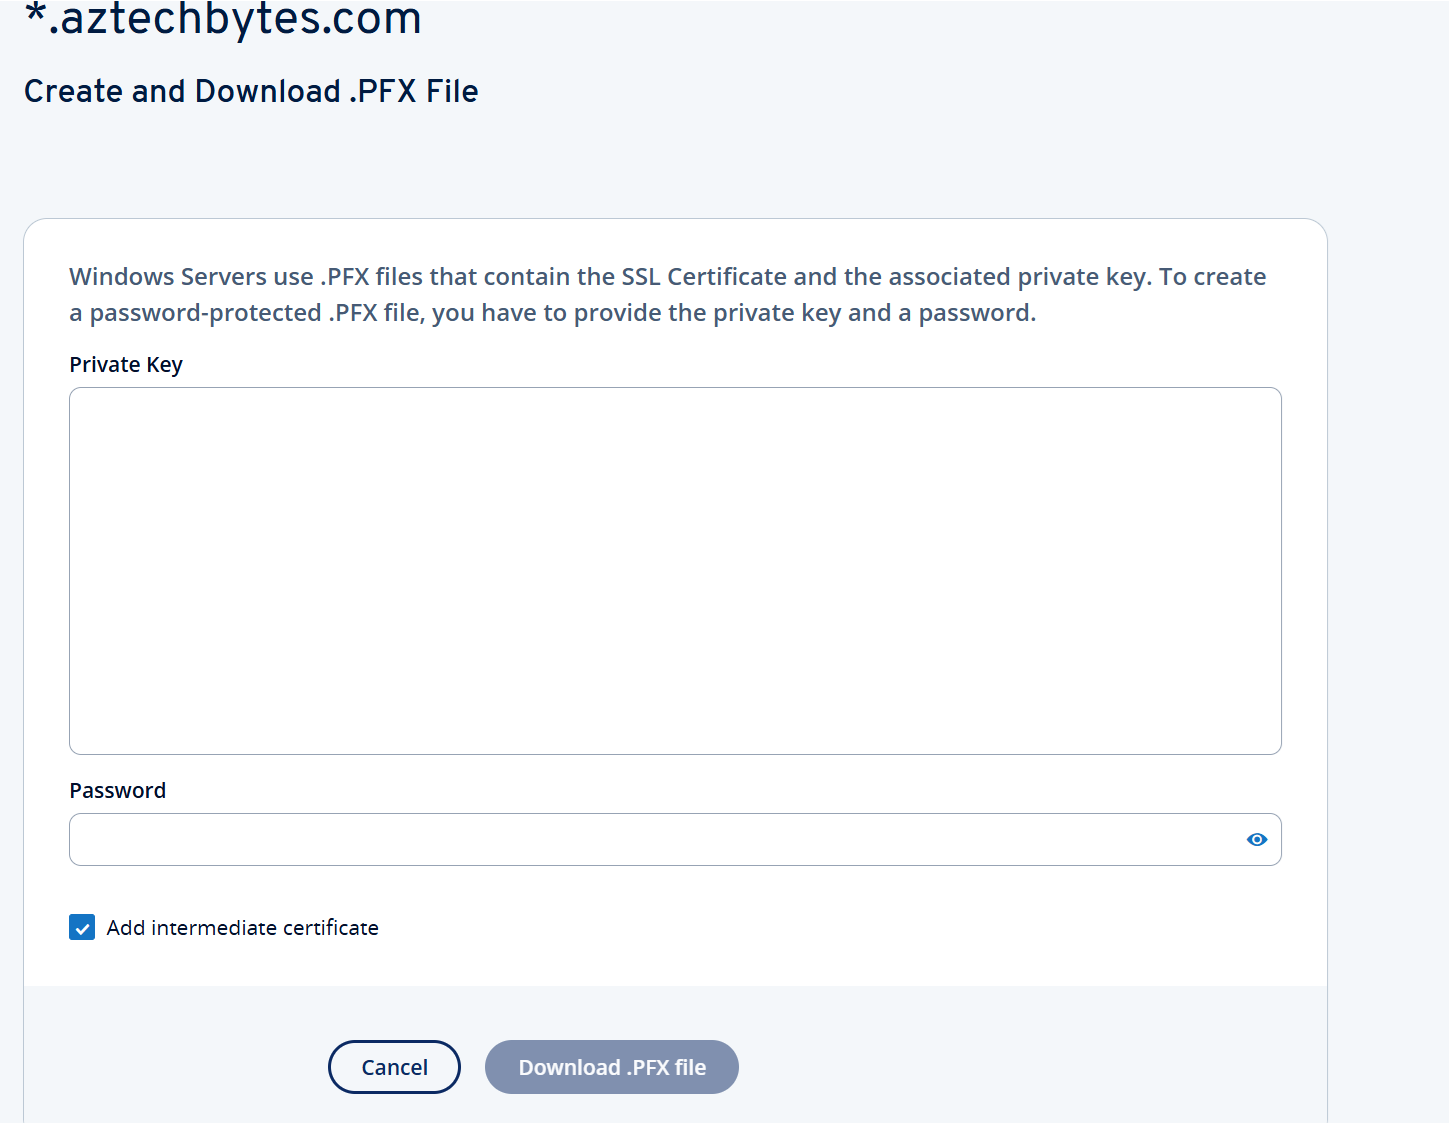 *.aztechbytes.com
Create and Download .PFX File
Windows Servers use .PFX files that contain the SSL Certificate and the associated private key. To create
a password-protected .PFX file, you have to provide the private key and a password.
Private Key
Password
Add intermediate certificate
Cancel
Download .PFX file